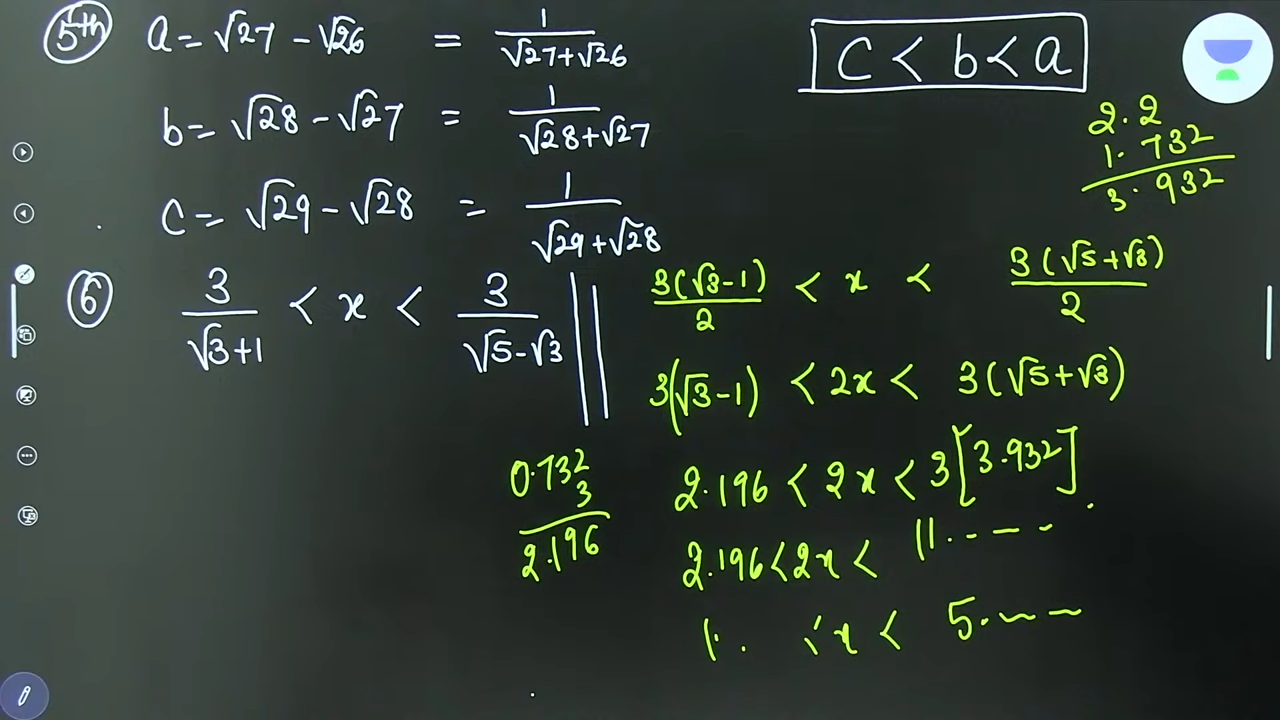 5th a = √27 - √26 = 1/(√27+√26)
c < b < a
b = √28 - √27 = 1/(√28+√27)
2.2
1.732
3.932
c = √29 - √28 = 1/(√29+√28)
6 3/(√3+1) < x < 3/(√5-√3)
3(√3-1)/2 < x < 3(√5+√3)/2
3(√3-1) < 2x < 3(√5+√3)
0.732
3
2.196
2.196 < 2x < 3[3.932]
2.196 < 2x < 11.----
1. < x < 5.---